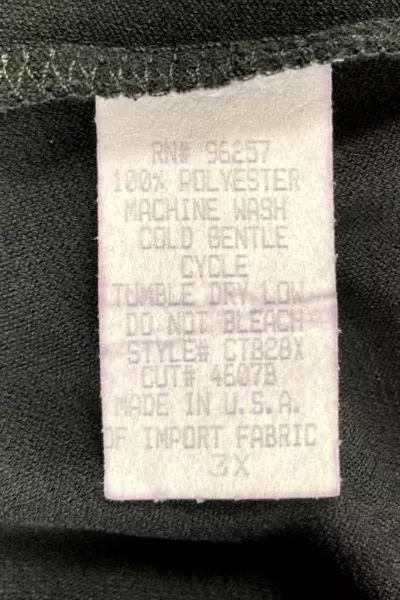 RN# 96257
100% POLYESTER
MACHINE WASH
COLD GENTLE
CYCLE
TUMBLE DRY LOW
DO NOT BLEACH
STYLE# CT828X
CUT# 4607B
MADE IN U.S.A.
OF IMPORT FABRIC
3X